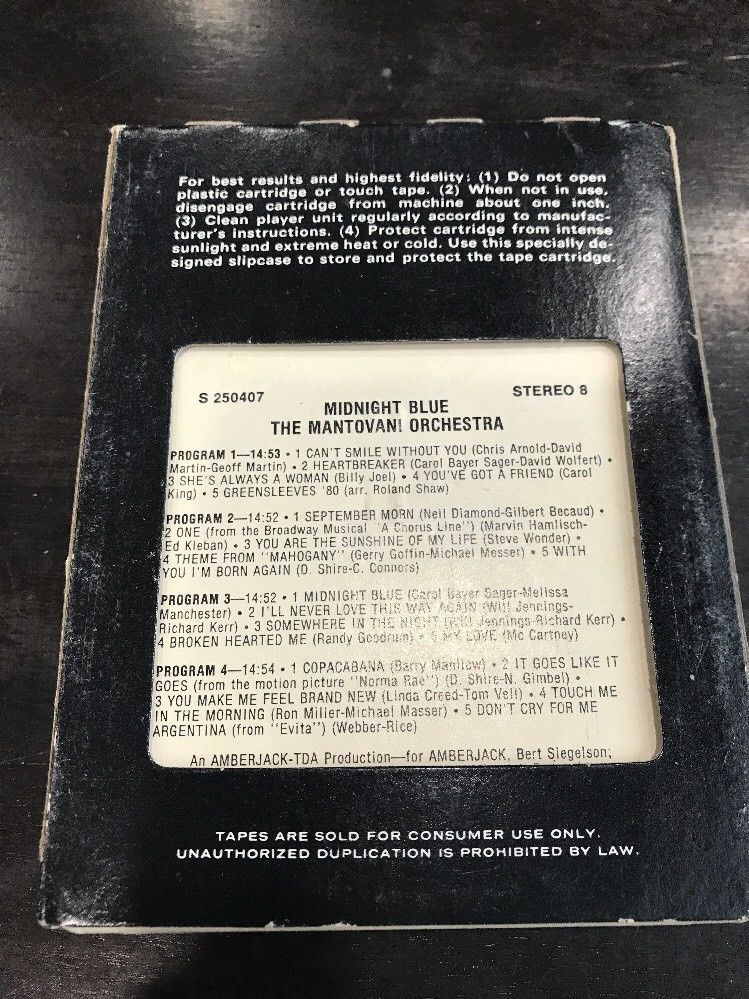 For best results and highest fidelity: (1) Do not open
plastic cartridge or touch tape. (2) When not in use,
disengage cartridge from machine about one inch.
(3) Clean player unit regularly according to manufac-
turer's instructions. (4) Protect cartridge from intense
sunlight and extreme heat or cold. Use this specially de-
signed slipcase to store and protect the tape cartridge.
S 250407
STEREO 8
MIDNIGHT BLUE
THE MANTOVANI ORCHESTRA
PROGRAM 1—14:53 • 1 CAN'T SMILE WITHOUT YOU (Chris Arnold-David
Martin-Geoff Martin) • 2 HEARTBREAKER (Carol Bayer Sager-David Wolfert) •
3 SHE'S ALWAYS A WOMAN (Billy Joel) • 4 YOU'VE GOT A FRIEND (Carol
King) • 5 GREENSLEEVES '80 (arr. Roland Shaw)
PROGRAM 2—14:52 • 1 SEPTEMBER MORN (Neil Diamond-Gilbert Becaud) •
2 ONE (from the Broadway Musical "A Chorus Line") (Marvin Hamlisch-
Ed Kleban) • 3 YOU ARE THE SUNSHINE OF MY LIFE (Steve Wonder) •
4 THEME FROM "MAHOGANY" (Gerry Goffin-Michael Messer) • 5 WITH
YOU I'M BORN AGAIN (D. Shire-C. Connors)
PROGRAM 3—14:52 • 1 MIDNIGHT BLUE (Carol Bayer Sager-Melissa
Manchester) • 2 I'LL NEVER LOVE THIS WAY AGAIN (Will Jennings-
Richard Kerr) • 3 SOMEWHERE IN THE NIGHT (Will Jennings-Richard Kerr) •
4 BROKEN HEARTED ME (Randy Goodrum) • 5 MY LOVE (Mc Cartney)
PROGRAM 4—14:54 • 1 COPACABANA (Barry Manilow) • 2 IT GOES LIKE IT
GOES (from the motion picture "Norma Rae") (D. Shire-N. Gimbel) •
3 YOU MAKE ME FEEL BRAND NEW (Linda Creed-Tom Vell) • 4 TOUCH ME
IN THE MORNING (Ron Miller-Michael Masser) • 5 DON'T CRY FOR ME
ARGENTINA (from "Evita") (Webber-Rice)
An AMBERJACK-TDA Production—for AMBERJACK, Bert Siegelson;
TAPES ARE SOLD FOR CONSUMER USE ONLY.
UNAUTHORIZED DUPLICATION IS PROHIBITED BY LAW.